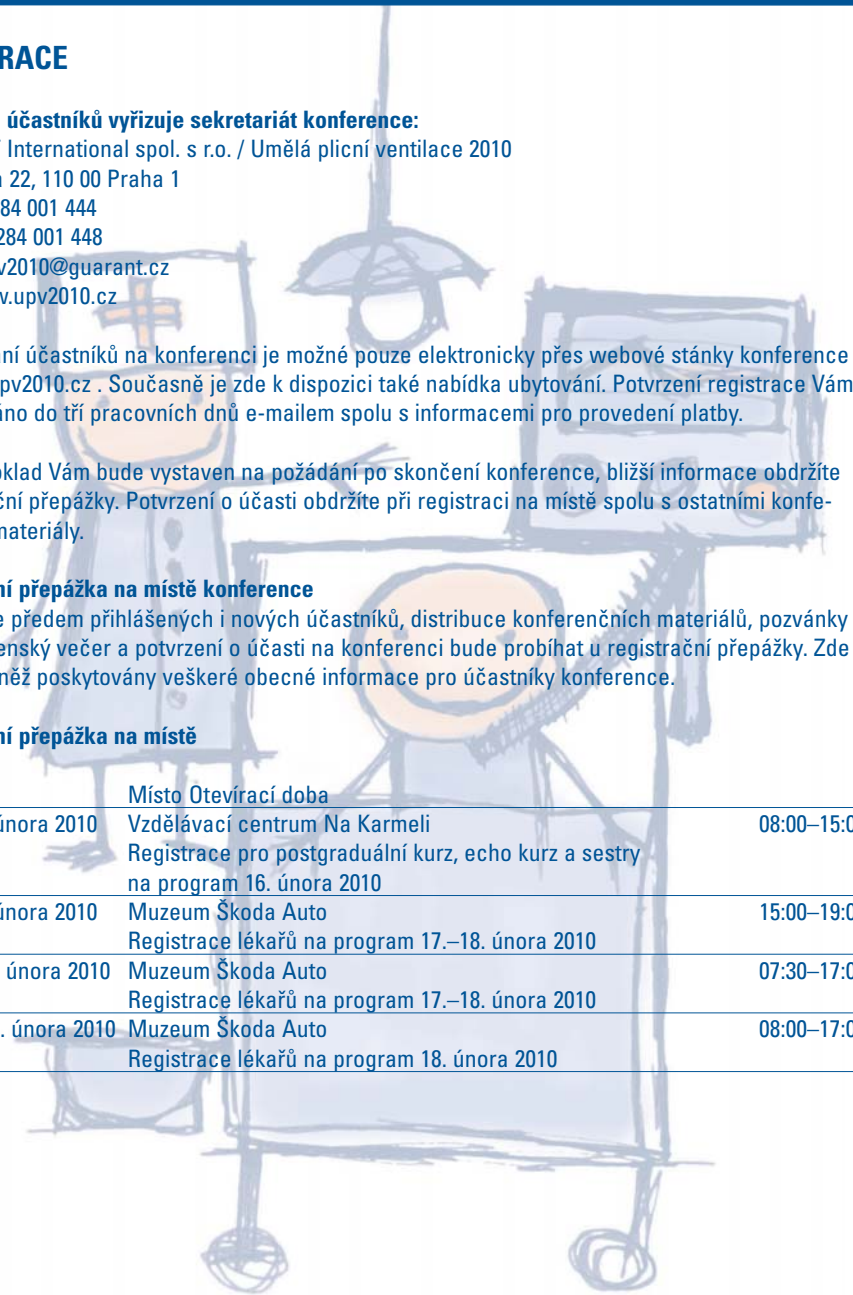 RACE
účastníků vyřizuje sekretariát konference:
International spol. s r.o. / Umělá plicní ventilace 2010
22, 110 00 Praha 1
84 001 444
284 001 448
v2010@guarant.cz
w.upv2010.cz
ní účastníků na konferenci je možné pouze elektronicky přes webové stánky konference
pv2010.cz . Současně je zde k dispozici také nabídka ubytování. Potvrzení registrace Vám
áno do tří pracovních dnů e-mailem spolu s informacemi pro provedení platby.
oklad Vám bude vystaven na požádání po skončení konference, bližší informace obdržíte
ční přepážky. Potvrzení o účasti obdržíte při registraci na místě spolu s ostatními konfe-
materiály.
ní přepážka na místě konference
e předem přihlášených i nových účastníků, distribuce konferenčních materiálů, pozvánky
enský večer a potvrzení o účasti na konferenci bude probíhat u registrační přepážky. Zde
něž poskytovány veškeré obecné informace pro účastníky konference.
ní přepážka na místě
Místo Otevírací doba
února 2010 Vzdělávací centrum Na Karmeli 08:00–15:0
Registrace pro postgraduální kurz, echo kurz a sestry
na program 16. února 2010
února 2010 Muzeum Škoda Auto 15:00–19:0
Registrace lékařů na program 17.–18. února 2010
února 2010 Muzeum Škoda Auto 07:30–17:0
Registrace lékařů na program 17.–18. února 2010
. února 2010 Muzeum Škoda Auto 08:00–17:0
Registrace lékařů na program 18. února 2010